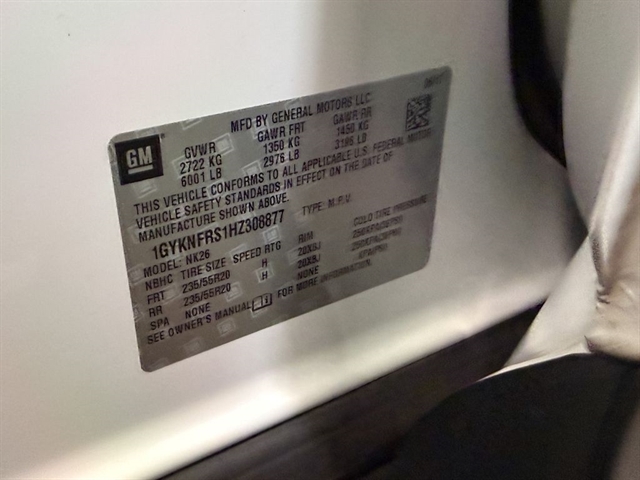 GM
MFD BY GENERAL MOTORS LLC
GVWR GAWR FRT GAWR RR
2722 KG 1350 KG 1450 KG
6001 LB 2976 LB 3196 LB
THIS VEHICLE CONFORMS TO ALL APPLICABLE U.S. FEDERAL MOTOR
VEHICLE SAFETY STANDARDS IN EFFECT ON THE DATE OF
MANUFACTURE SHOWN ABOVE.
1GYKNFRS1HZ308877 TYPE: M.P.V.
MODEL: NK26
NBHC TIRE SIZE SPEED RTG RIM COLD TIRE PRESSURE
FRT 235/55R20 H 20X8J
RR 235/55R20 H 20X8J
SPA NONE NONE
SEE OWNER'S MANUAL FOR MORE INFORMATION.